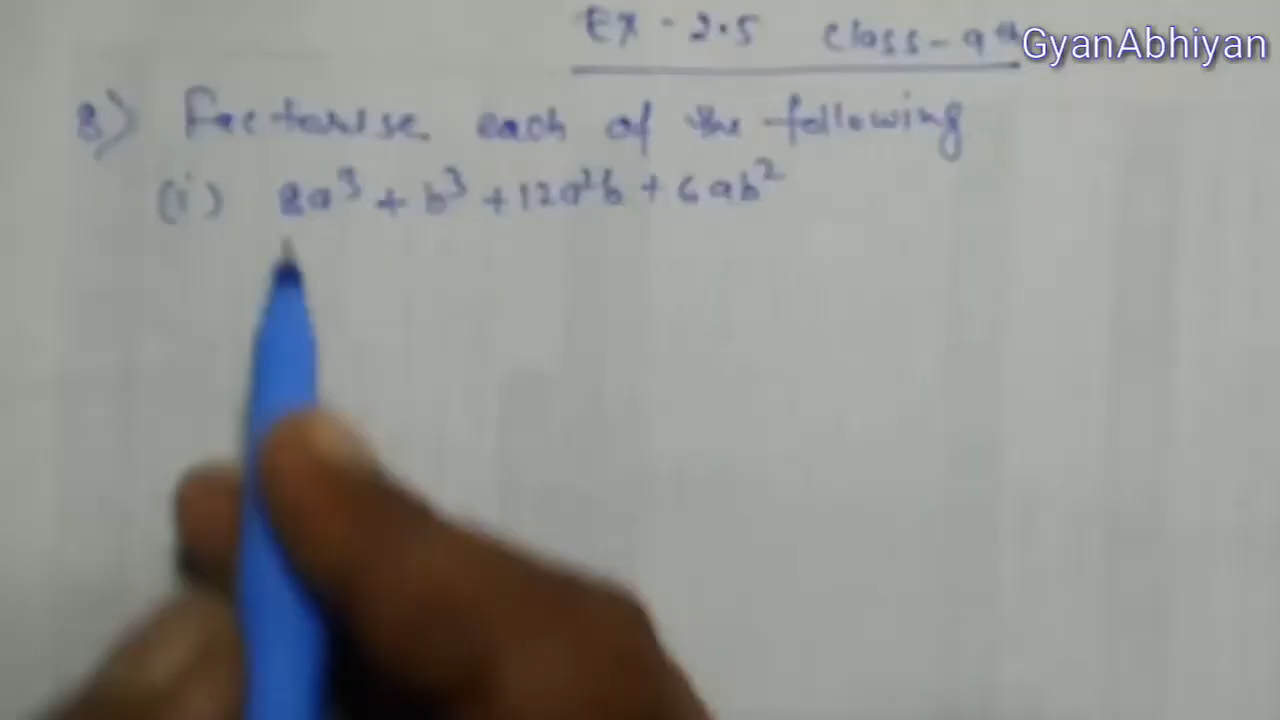 Ex - 2.5 class - 9th
GyanAbhiyan
8) Factorise each of the following
(i) 8a³ + b³ + 12a²b + 6ab²